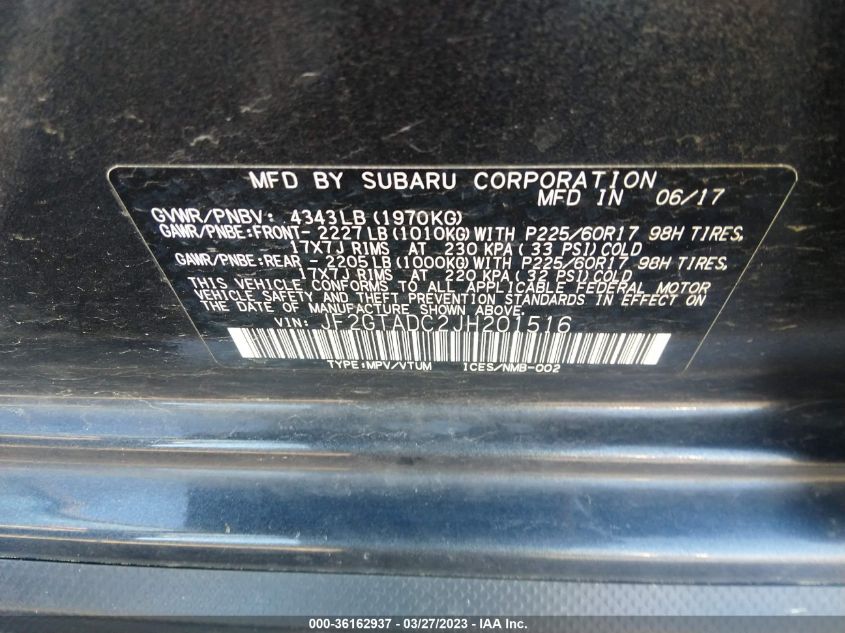 MFD BY SUBARU CORPORATION
MFD IN 06/17
GVWR/PNBV: 4343LB(1970KG)
GAWR/PNBE:FRONT- 2227LB(1010KG)WITH P225/60R17 98H TIRES,
17X7J RIMS AT 230 KPA( 33 PSI)COLD
GAWR/PNBE:REAR - 2205LB(1000KG)WITH P225/60R17 98H TIRES,
17X7J RIMS AT 220 KPA( 32 PSI)COLD
THIS VEHICLE CONFORMS TO ALL APPLICABLE FEDERAL MOTOR
VEHICLE SAFETY AND THEFT PREVENTION STANDARDS IN EFFECT ON
THE DATE OF MANUFACTURE SHOWN ABOVE.
VIN: JF2GTADC2JH201516
TYPE:MPV/VTUM ICES/NMB-002
000-36162937 - 03/27/2023 - IAA Inc.